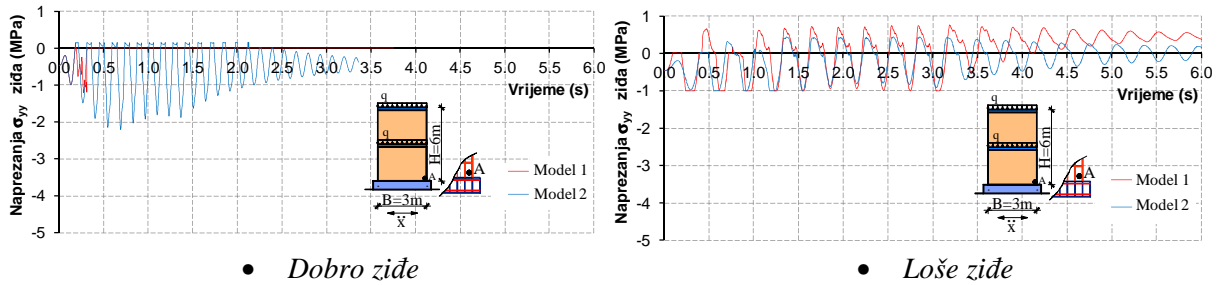 Naprezanja σyy ziđa (MPa)
1
0
-1
-2
-3
-4
-5
0.0 0.5 1.0 1.5 2.0 2.5 3.0 3.5 4.0 4.5 5.0 5.5 6.0
Vrijeme (s)
q
q
H=6m
A
A
B=3m
ẍ
Model 1
Model 2
• Dobro ziđe
Naprezanja σyy ziđa (MPa)
1
0
-1
-2
-3
-4
-5
0.0 0.5 1.0 1.5 2.0 2.5 3.0 3.5 4.0 4.5 5.0 5.5 6.0
Vrijeme (s)
q
q
H=6m
A
A
B=3m
ẍ
Model 1
Model 2
• Loše ziđe